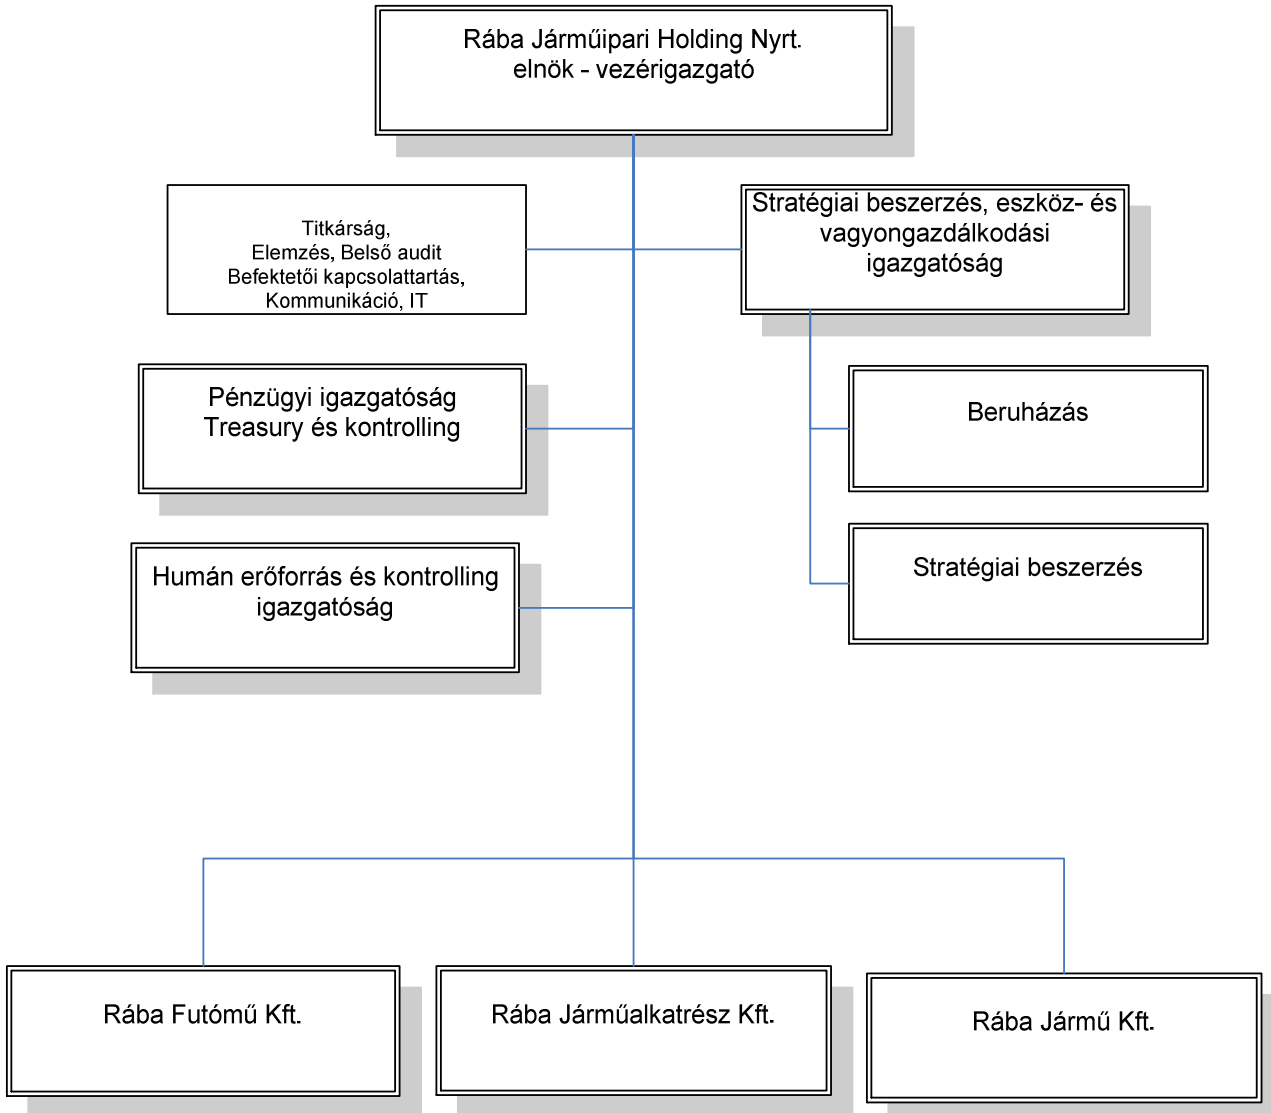 Rába Járműipari Holding Nyrt.
elnök - vezérigazgató
Titkárság,
Elemzés, Belső audit
Befektetői kapcsolattartás,
Kommunikáció, IT
Stratégiai beszerzés, eszköz- és
vagyongazdálkodási
igazgatóság
Pénzügyi igazgatóság
Treasury és kontrolling
Beruházás
Humán erőforrás és kontrolling
igazgatóság
Stratégiai beszerzés
Rába Futómű Kft.
Rába Járműalkatrész Kft.
Rába Jármű Kft.